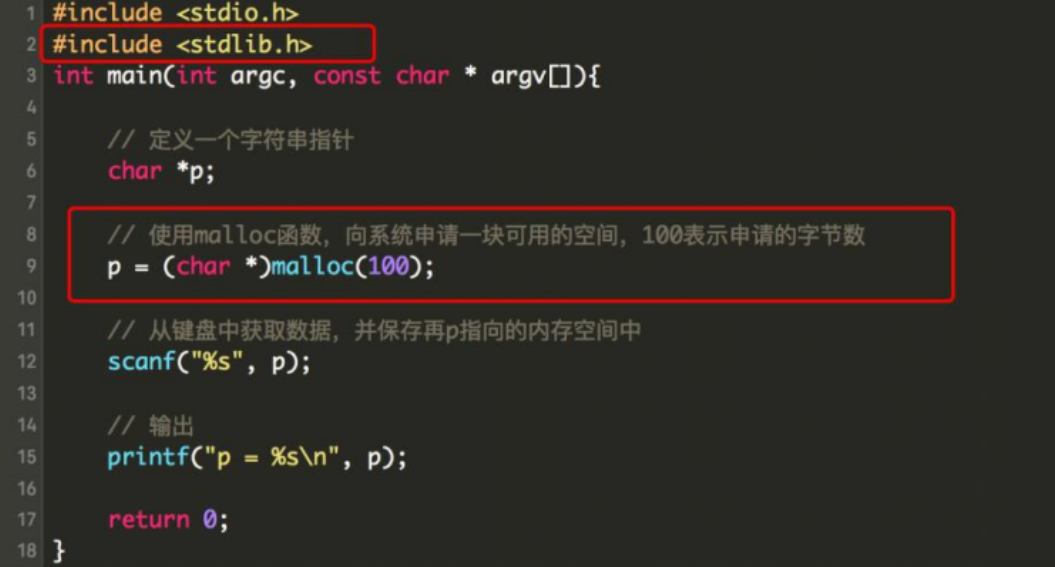 1 #include <stdio.h>
2 #include <stdlib.h>
3 int main(int argc, const char * argv[]){
4
5 // 定义一个字符串指针
6 char *p;
7
8 // 使用malloc函数，向系统申请一块可用的空间，100表示申请的字节数
9 p = (char *)malloc(100);
10
11 // 从键盘中获取数据，并保存再p指向的内存空间中
12 scanf("%s", p);
13
14 // 输出
15 printf("p = %s\n", p);
16
17 return 0;
18 }